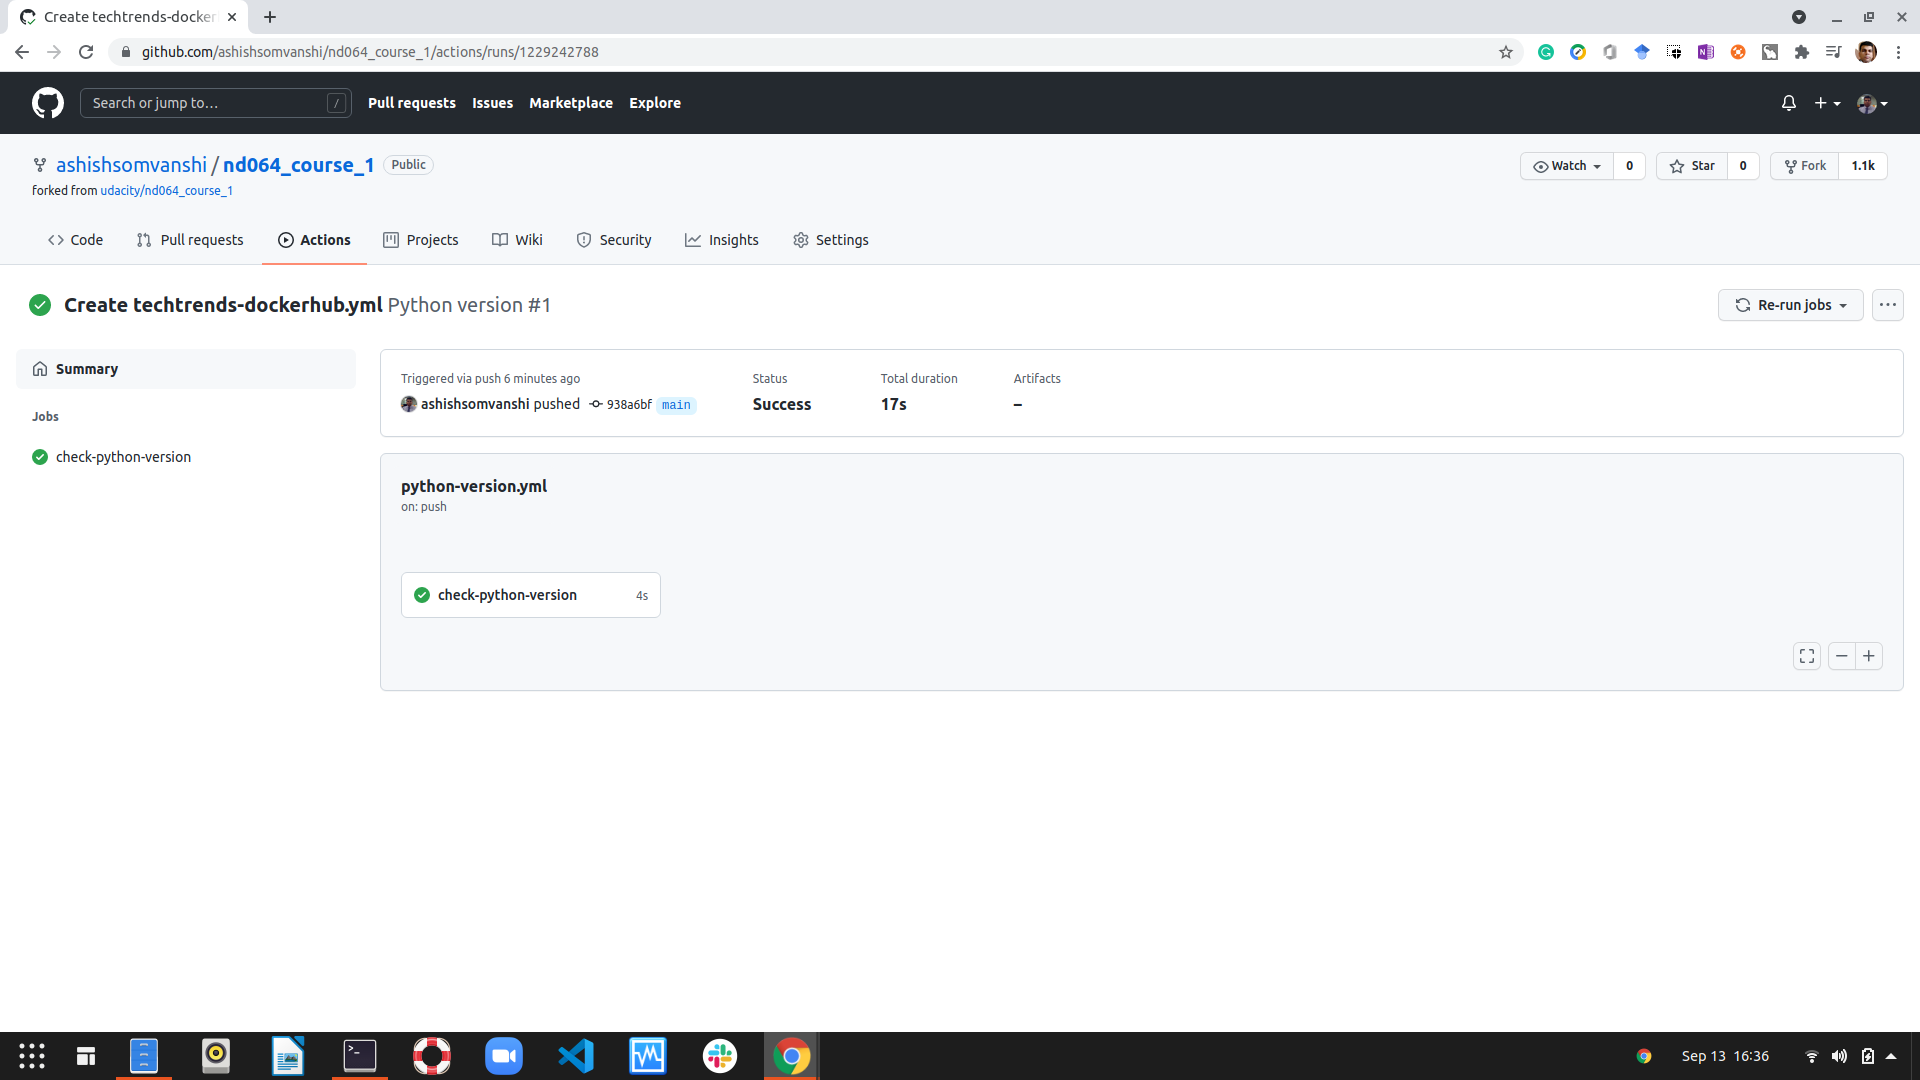 Create techtrends-docker
github.com/ashishsomvanshi/nd064_course_1/actions/runs/1229242788
Search or jump to… /
Pull requests Issues Marketplace Explore
ashishsomvanshi / nd064_course_1 Public
Watch 0 Star 0 Fork 1.1k
forked from udacity/nd064_course_1
Code Pull requests Actions Projects Wiki Security Insights Settings
Create techtrends-dockerhub.yml Python version #1
Re-run jobs
Summary
Jobs
check-python-version
Triggered via push 6 minutes ago Status Total duration Artifacts
ashishsomvanshi pushed 938a6bf main Success 17s –
python-version.yml
on: push
check-python-version 4s
Sep 13 16:36